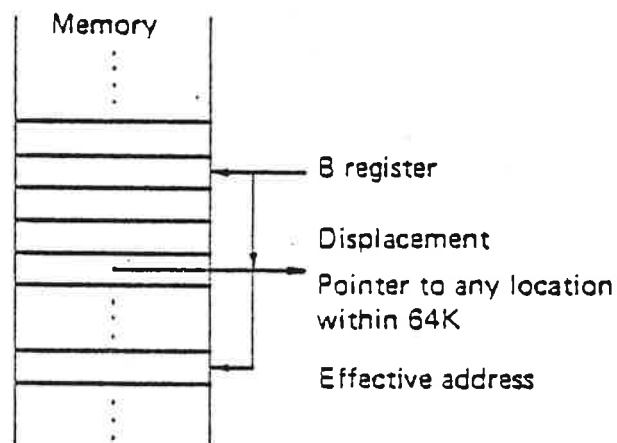 Memory
B register
Displacement
Pointer to any location
within 64K
Effective address